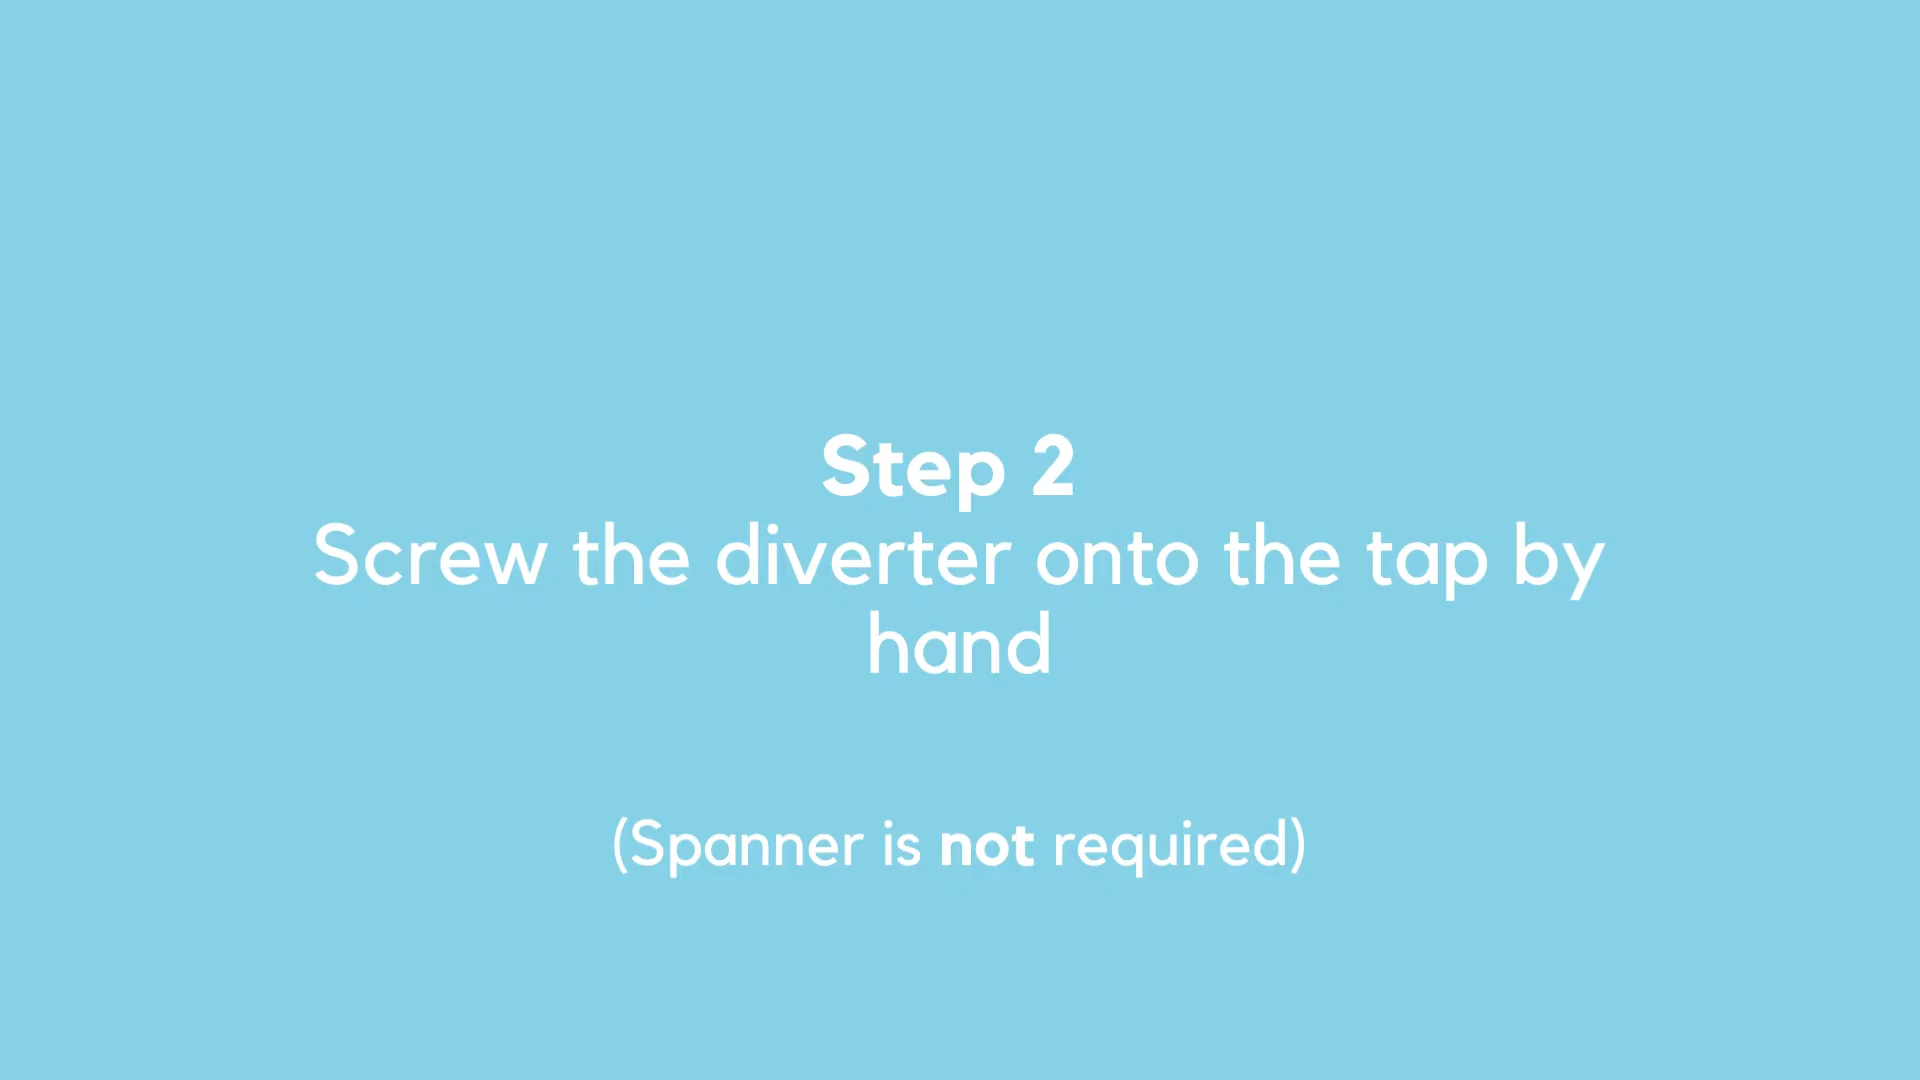 Step 2
Screw the diverter onto the tap by
hand
(Spanner is not required)